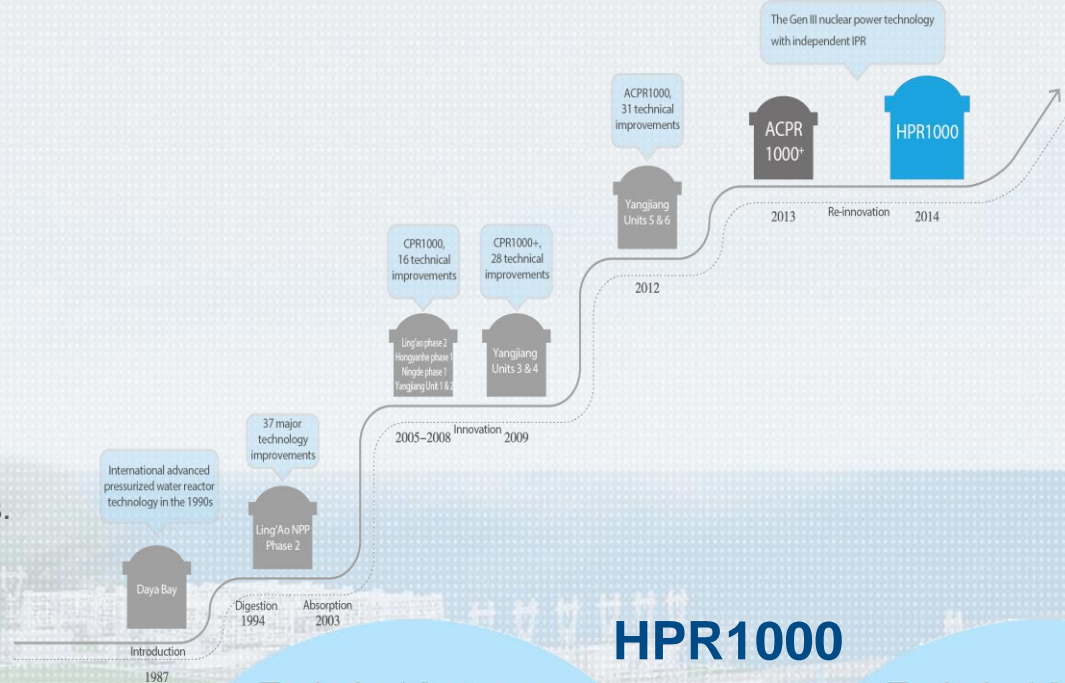 The Gen III nuclear power technology
with independent IPR
ACPR
1000⁺
HPR1000
2013
Re-innovation
2014
ACPR1000,
31 technical
improvements
Yangjiang
Units 5 & 6
2012
CPR1000,
16 technical
improvements
CPR1000+,
28 technical
improvements
Ling'ao phase 2
Hongyanhe phase 1
Ningde phase 1
Yangjiang Unit 1 & 2
Yangjiang
Units 3 & 4
2005–2008
Innovation
2009
37 major
technology
improvements
Ling'Ao NPP
Phase 2
International advanced
pressurized water reactor
technology in the 1990s
Daya Bay
Digestion
1994
Absorption
2003
Introduction
1987
HPR1000